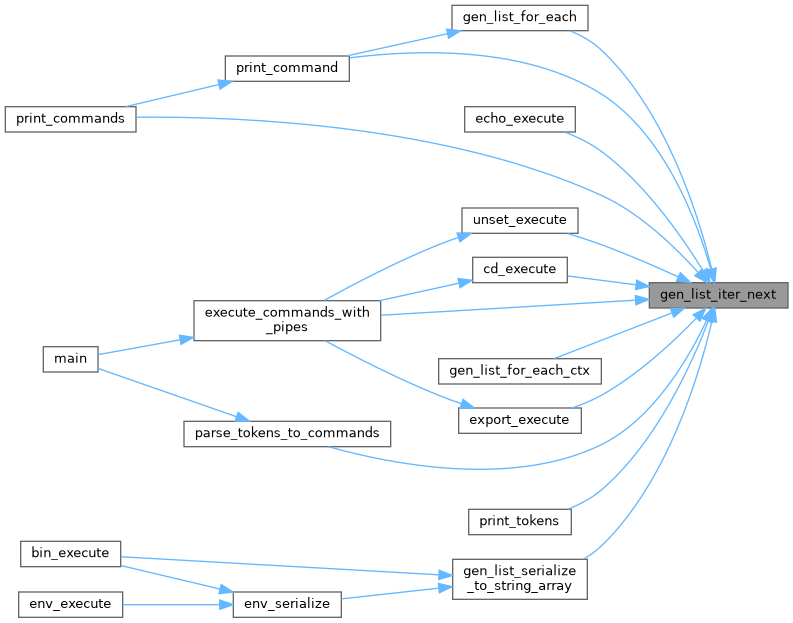 gen_list_for_each
print_command
print_commands
echo_execute
unset_execute
cd_execute
gen_list_iter_next
execute_commands_with
_pipes
main
gen_list_for_each_ctx
export_execute
parse_tokens_to_commands
print_tokens
bin_execute
gen_list_serialize
_to_string_array
env_execute
env_serialize